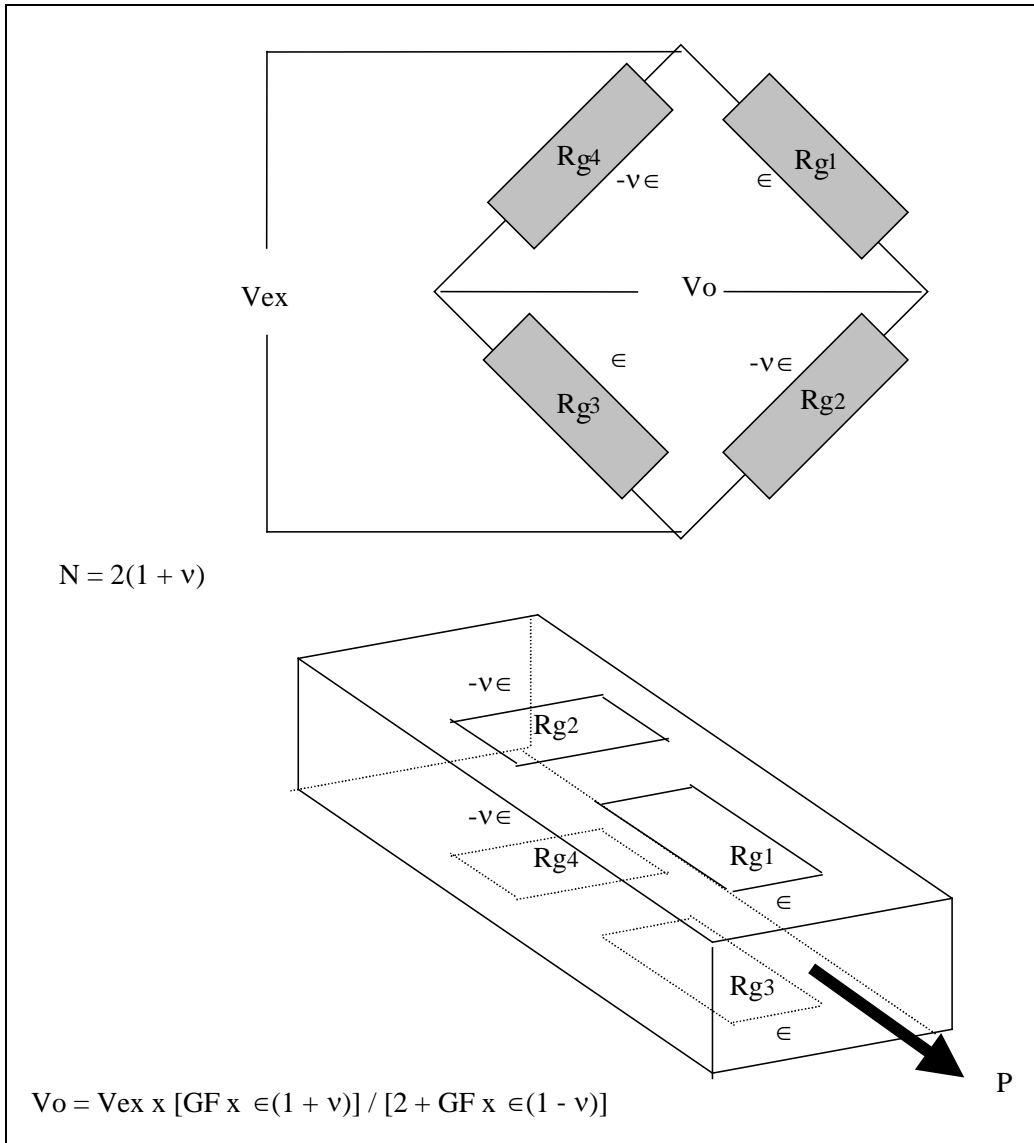 Rg4
Rg1
-ν∈
∈
Vex
Vo
∈
-ν∈
Rg3
Rg2
N = 2(1 + ν)
-ν∈
Rg2
-ν∈
Rg4
Rg1
∈
Rg3
∈
P
Vo = Vex x [GF x ∈(1 + ν)] / [2 + GF x ∈(1 - ν)]